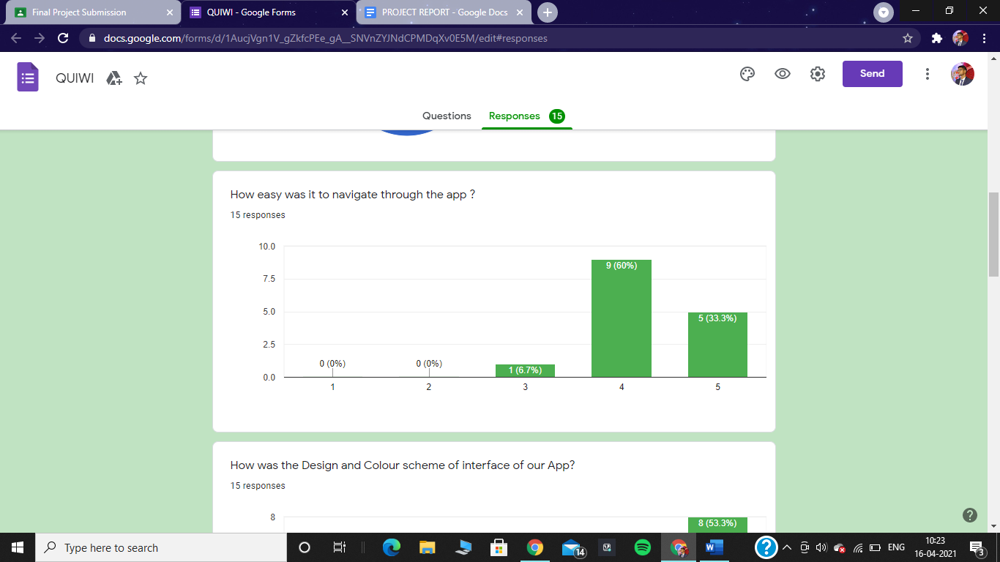 Final Project Submission
QUIWI - Google Forms
PROJECT REPORT - Google Docs
docs.google.com/forms/d/1AucjVgn1V_gZkfcPEe_gA__SNVnZYJNdCPMDqXv0E5M/edit#responses
QUIWI
Send
Questions
Responses 15
How easy was it to navigate through the app ?
15 responses
10.0
7.5
5.0
2.5
0.0
0 (0%)
0 (0%)
1 (6.7%)
9 (60%)
5 (33.3%)
1 2 3 4 5
How was the Design and Colour scheme of interface of our App?
15 responses
8
8 (53.3%)
Type here to search
14
W
ENG
10:23
16-04-2021
3